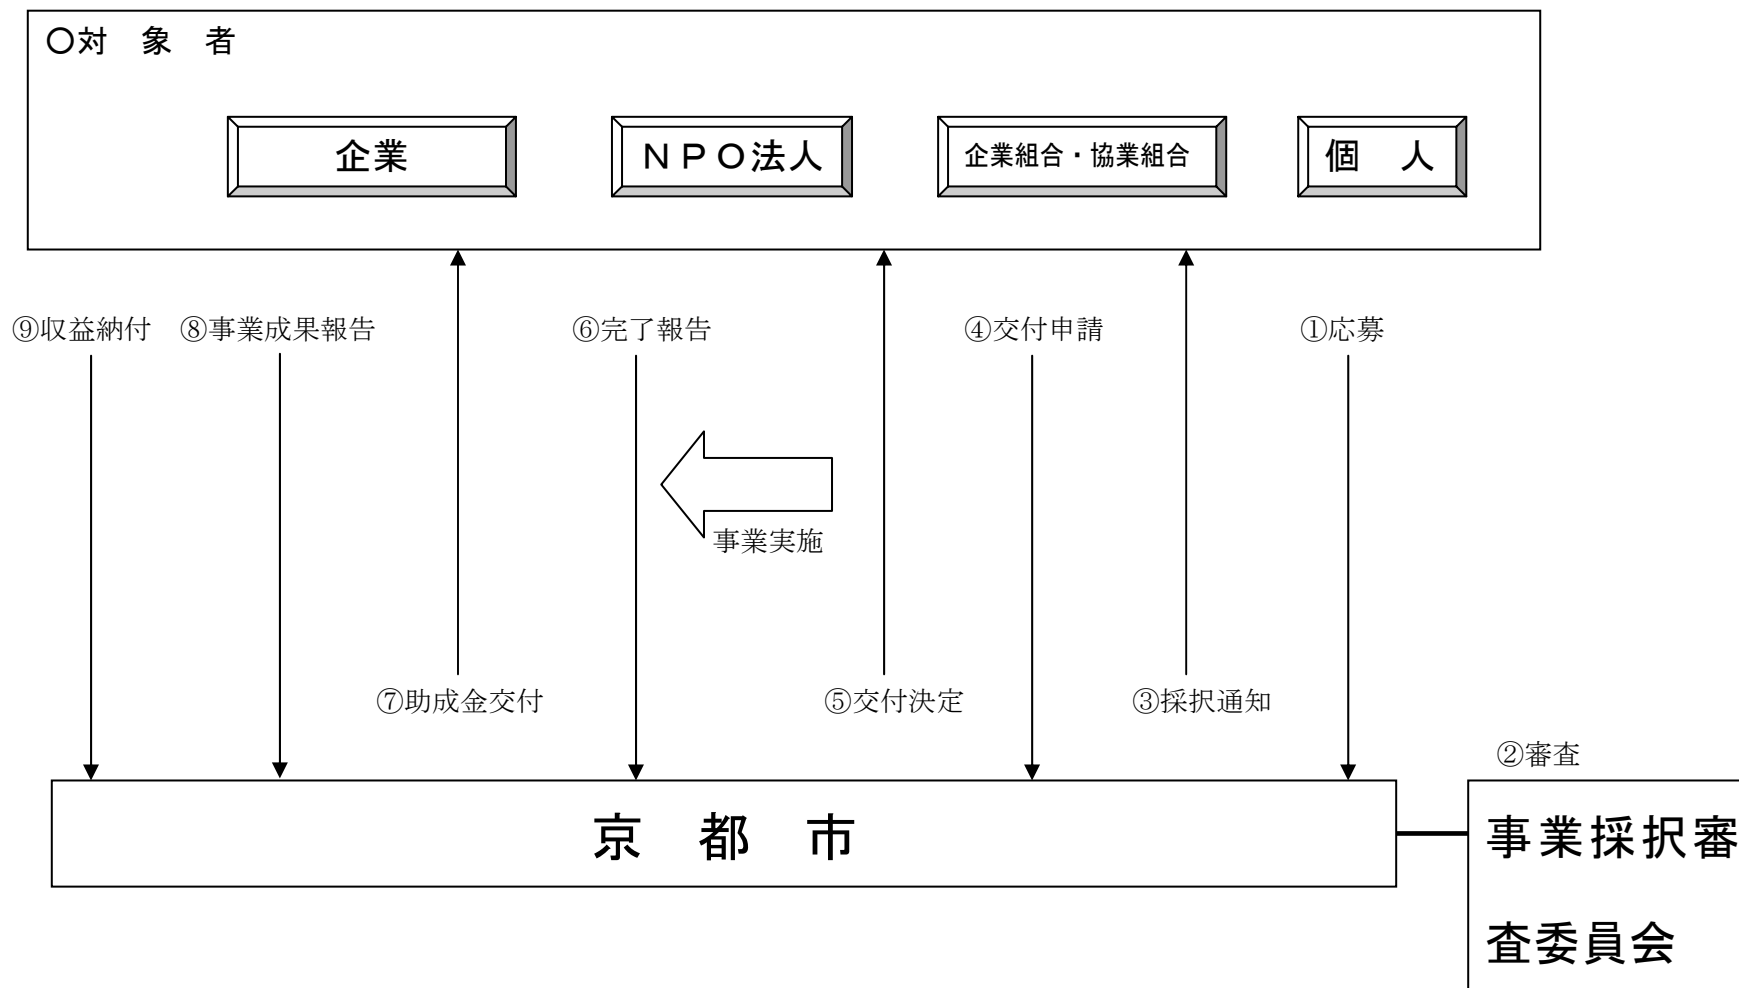 〇対　象　者
企業
ＮＰＯ法人
企業組合・協業組合
個　人
⑨収益納付
⑧事業成果報告
⑥完了報告
④交付申請
①応募
事業実施
⑦助成金交付
⑤交付決定
③採択通知
②審査
京　都　市
事業採択審
査委員会